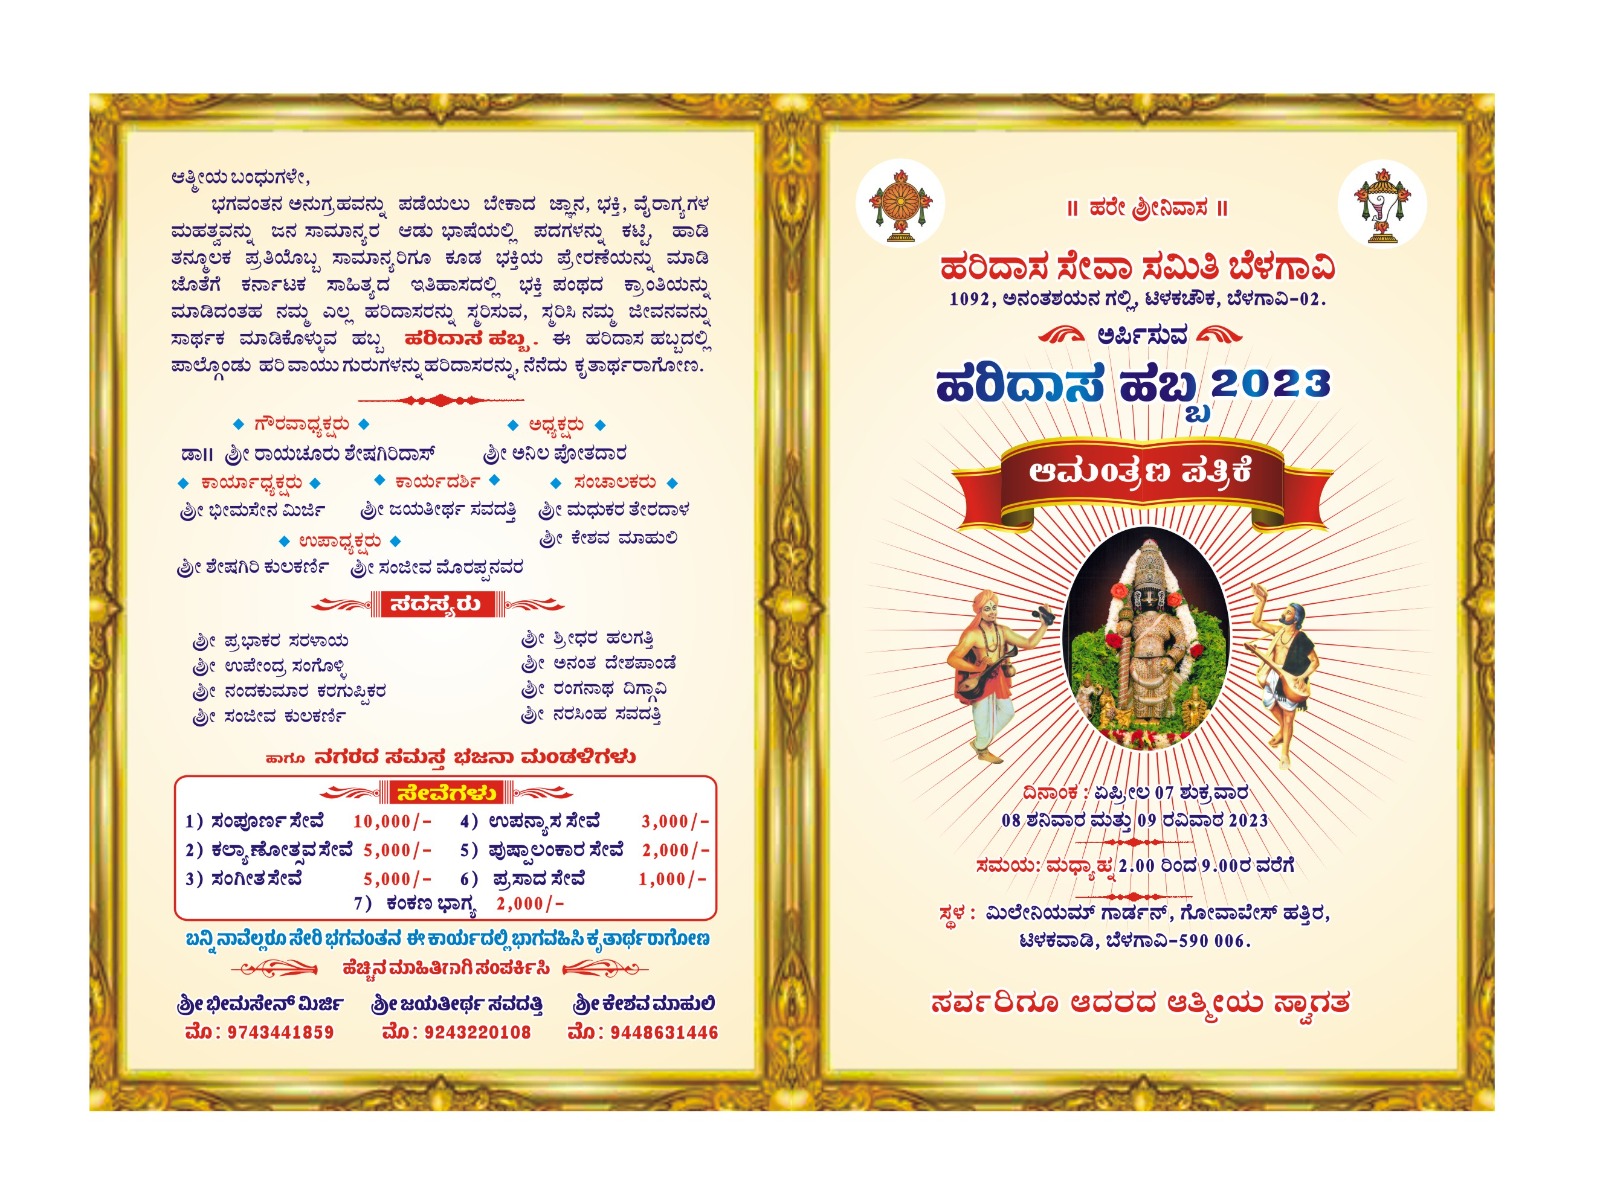 ಆತ್ಮೀಯ ಬಂಧುಗಳೇ,
ಭಗವಂತನ ಅನುಗ್ರಹವನ್ನು ಪಡೆಯಲು ಬೇಕಾದ ಜ್ಞಾನ, ಭಕ್ತಿ, ವೈರಾಗ್ಯಗಳ
ಮಹತ್ವವನ್ನು ಜನ ಸಾಮಾನ್ಯರ ಆಡು ಭಾಷೆಯಲ್ಲಿ ಪದಗಳನ್ನು ಕಟ್ಟಿ, ಹಾಡಿ
ತನ್ಮೂಲಕ ಪ್ರತಿಯೊಬ್ಬ ಸಾಮಾನ್ಯರಿಗೂ ಕೂಡ ಭಕ್ತಿಯ ಪ್ರೇರಣೆಯನ್ನು ಮಾಡಿ
ಜೊತೆಗೆ ಕರ್ನಾಟಕ ಸಾಹಿತ್ಯದ ಇತಿಹಾಸದಲ್ಲಿ ಭಕ್ತಿ ಪಂಥದ ಕ್ರಾಂತಿಯನ್ನು
ಮಾಡಿದಂತಹ ನಮ್ಮ ಎಲ್ಲ ಹರಿದಾಸರನ್ನು ಸ್ಮರಿಸುವ, ಸ್ಮರಿಸಿ ನಮ್ಮ ಜೀವನವನ್ನು
ಸಾರ್ಥಕ ಮಾಡಿಕೊಳ್ಳುವ ಹಬ್ಬ ಹರಿದಾಸ ಹಬ್ಬ. ಈ ಹರಿದಾಸ ಹಬ್ಬದಲ್ಲಿ
ಪಾಲ್ಗೊಂಡು ಹರಿ ವಾಯು ಗುರುಗಳನ್ನು ಹರಿದಾಸರನ್ನು, ನೆನೆದು ಕೃತಾರ್ಥರಾಗೋಣ.
ಗೌರವಾಧ್ಯಕ್ಷರು ಅಧ್ಯಕ್ಷರು
ಡಾ॥ ಶ್ರೀ ರಾಯಚೂರು ಶೇಷಗಿರಿದಾಸ್ ಶ್ರೀ ಅನಿಲ ಪೋತದಾರ
ಕಾರ್ಯಾಧ್ಯಕ್ಷರು ಕಾರ್ಯದರ್ಶಿ ಸಂಚಾಲಕರು
ಶ್ರೀ ಭೀಮಸೇನ ಮಿರ್ಜಿ ಶ್ರೀ ಜಯತೀರ್ಥ ಸವದತ್ತಿ ಶ್ರೀ ಮಧುಕರ ತೇರದಾಳ
ಉಪಾಧ್ಯಕ್ಷರು ಶ್ರೀ ಕೇಶವ ಮಾಹುಲಿ
ಶ್ರೀ ಶೇಷಗಿರಿ ಕುಲಕರ್ಣಿ ಶ್ರೀ ಸಂಜೀವ ಮೊರಪ್ಪನವರ
ಸದಸ್ಯರು
ಶ್ರೀ ಪ್ರಭಾಕರ ಸರಳಾಯ ಶ್ರೀ ಶ್ರೀಧರ ಹಲಗತ್ತಿ
ಶ್ರೀ ಉಪೇಂದ್ರ ಸಂಗೊಳ್ಳಿ ಶ್ರೀ ಅನಂತ ದೇಶಪಾಂಡೆ
ಶ್ರೀ ನಂದಕುಮಾರ ಕರಗುಪ್ಪಿಕರ ಶ್ರೀ ರಂಗನಾಥ ದಿಗ್ಗಾವಿ
ಶ್ರೀ ಸಂಜೀವ ಕುಲಕರ್ಣಿ ಶ್ರೀ ನರಸಿಂಹ ಸವದತ್ತಿ
ಹಾಗೂ ನಗರದ ಸಮಸ್ತ ಭಜನಾ ಮಂಡಳಿಗಳು
ಸೇವೆಗಳು
1) ಸಂಪೂರ್ಣ ಸೇವೆ 10,000/- 4) ಉಪನ್ಯಾಸ ಸೇವೆ 3,000/-
2) ಕಲ್ಯಾಣೋತ್ಸವ ಸೇವೆ 5,000/- 5) ಪುಷ್ಪಾಲಂಕಾರ ಸೇವೆ 2,000/-
3) ಸಂಗೀತ ಸೇವೆ 5,000/- 6) ಪ್ರಸಾದ ಸೇವೆ 1,000/-
7) ಕಂಕಣ ಭಾಗ್ಯ 2,000/-
ಬನ್ನಿ ನಾವೆಲ್ಲರೂ ಸೇರಿ ಭಗವಂತನ ಈ ಕಾರ್ಯದಲ್ಲಿ ಭಾಗವಹಿಸಿ ಕೃತಾರ್ಥರಾಗೋಣ
ಹೆಚ್ಚಿನ ಮಾಹಿತಿಗಾಗಿ ಸಂಪರ್ಕಿಸಿ
ಶ್ರೀ ಭೀಮಸೇನ್ ಮಿರ್ಜಿ ಶ್ರೀ ಜಯತೀರ್ಥ ಸವದತ್ತಿ ಶ್ರೀ ಕೇಶವ ಮಾಹುಲಿ
ಮೊ: 9743441859 ಮೊ: 9243220108 ಮೊ: 9448631446
॥ ಹರೇ ಶ್ರೀನಿವಾಸ ॥
ಹರಿದಾಸ ಸೇವಾ ಸಮಿತಿ ಬೆಳಗಾವಿ
1092, ಅನಂತಶಯನ ಗಲ್ಲಿ, ಟಿಳಕಚೌಕ, ಬೆಳಗಾವಿ-02.
ಅರ್ಪಿಸುವ
ಹರಿದಾಸ ಹಬ್ಬ 2023
ಆಮಂತ್ರಣ ಪತ್ರಿಕೆ
ದಿನಾಂಕ : ಏಪ್ರೀಲ 07 ಶುಕ್ರವಾರ
08 ಶನಿವಾರ ಮತ್ತು 09 ರವಿವಾರ 2023
ಸಮಯ: ಮಧ್ಯಾಹ್ನ 2.00 ರಿಂದ 9.00ರ ವರೆಗೆ
ಸ್ಥಳ : ಮಿಲೇನಿಯಮ್ ಗಾರ್ಡನ್, ಗೋವಾವೇಸ್ ಹತ್ತಿರ,
ಟಿಳಕವಾಡಿ, ಬೆಳಗಾವಿ-590 006.
ಸರ್ವರಿಗೂ ಆದರದ ಆತ್ಮೀಯ ಸ್ವಾಗತ